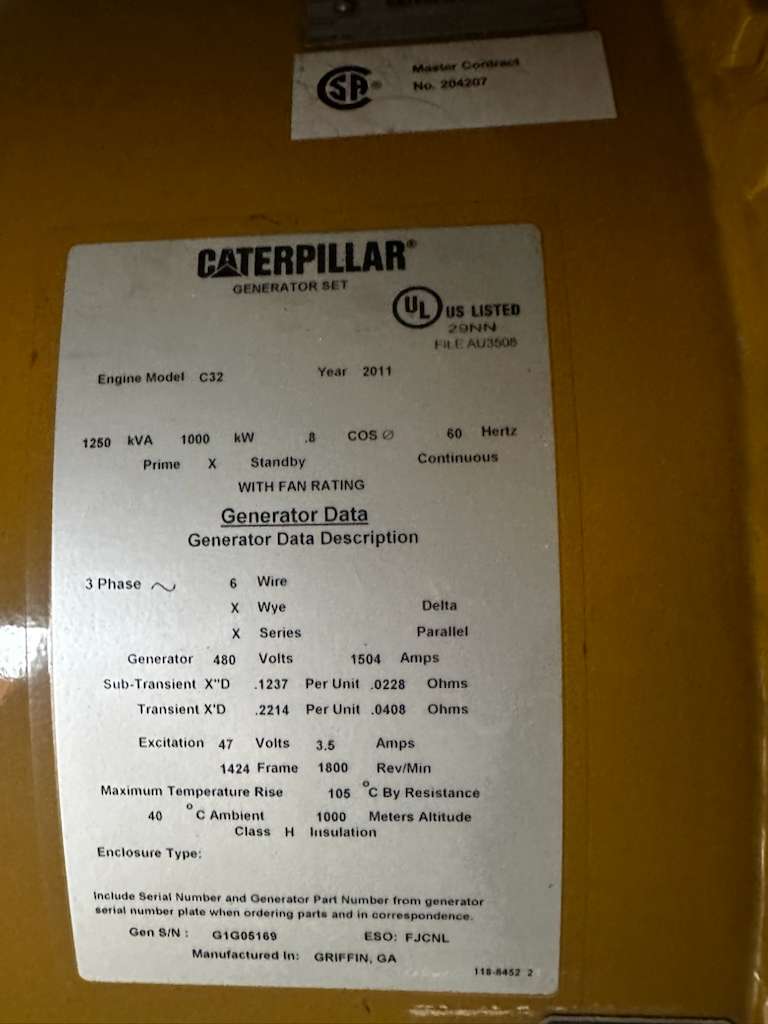 CSA® Master Contract
No. 204207
CATERPILLAR®
GENERATOR SET
UL US LISTED
29NN
FILE AU3508
Engine Model C32 Year 2011
1250 kVA 1000 kW .8 COS Ø 60 Hertz
Prime X Standby Continuous
WITH FAN RATING
Generator Data
Generator Data Description
3 Phase 6 Wire
X Wye Delta
X Series Parallel
Generator 480 Volts 1504 Amps
Sub-Transient X"D .1237 Per Unit .0228 Ohms
Transient X'D .2214 Per Unit .0408 Ohms
Excitation 47 Volts 3.5 Amps
1424 Frame 1800 Rev/Min
Maximum Temperature Rise 105 °C By Resistance
40 °C Ambient 1000 Meters Altitude
Class H Insulation
Enclosure Type:
Include Serial Number and Generator Part Number from generator
serial number plate when ordering parts and in correspondence.
Gen S/N : G1G05169 ESO: FJCNL
Manufactured In: GRIFFIN, GA
118-8452 2